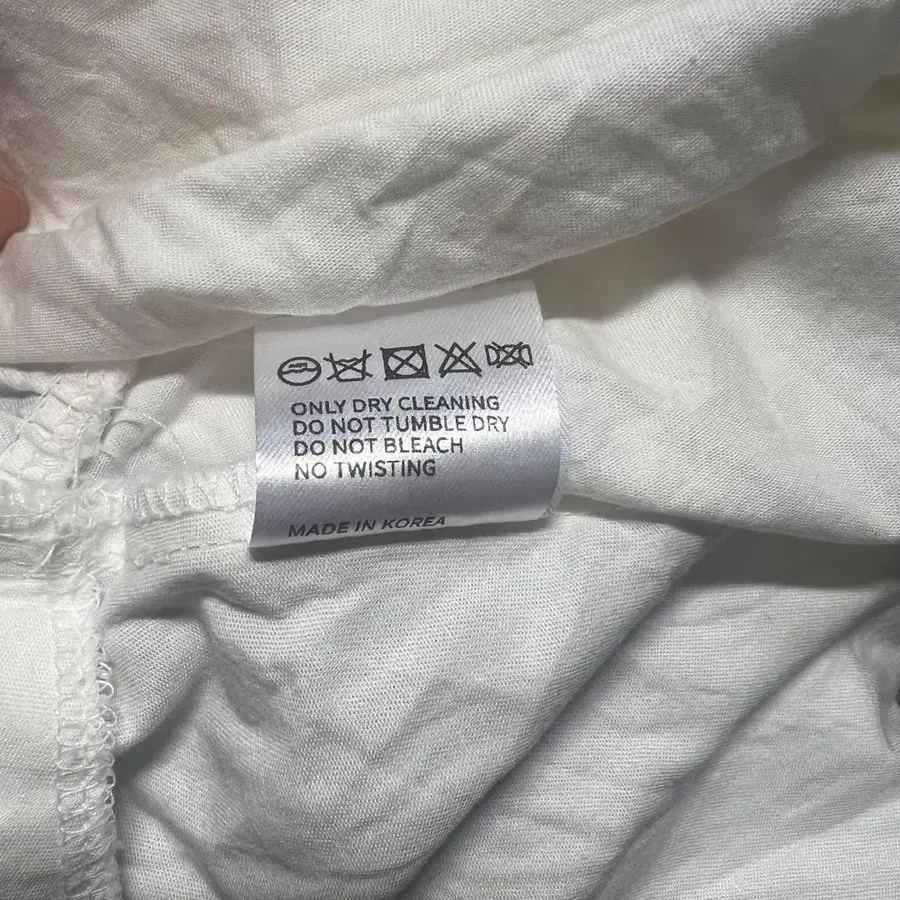 ONLY DRY CLEANING
DO NOT TUMBLE DRY
DO NOT BLEACH
NO TWISTING
MADE IN KOREA